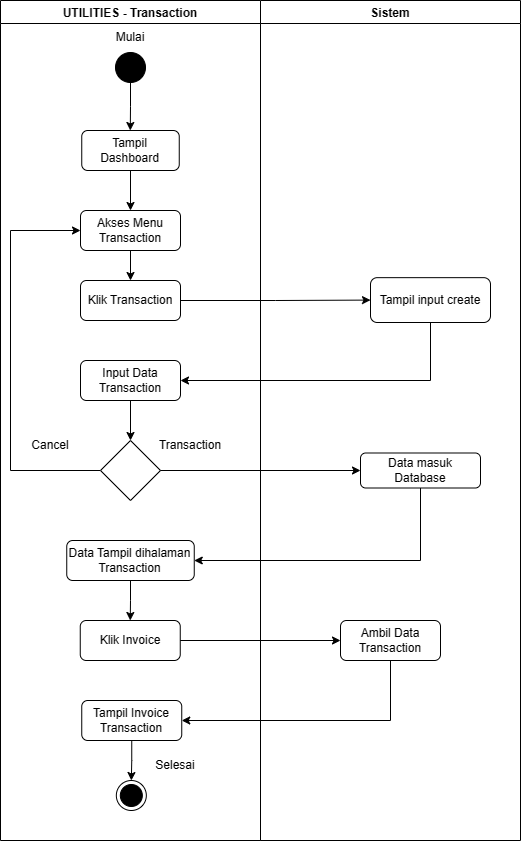 UTILITIES - Transaction
Sistem
Mulai
Tampil
Dashboard
Akses Menu
Transaction
Klik Transaction
Tampil input create
Input Data
Transaction
Cancel
Transaction
Data masuk
Database
Data Tampil dihalaman
Transaction
Klik Invoice
Ambil Data
Transaction
Tampil Invoice
Transaction
Selesai